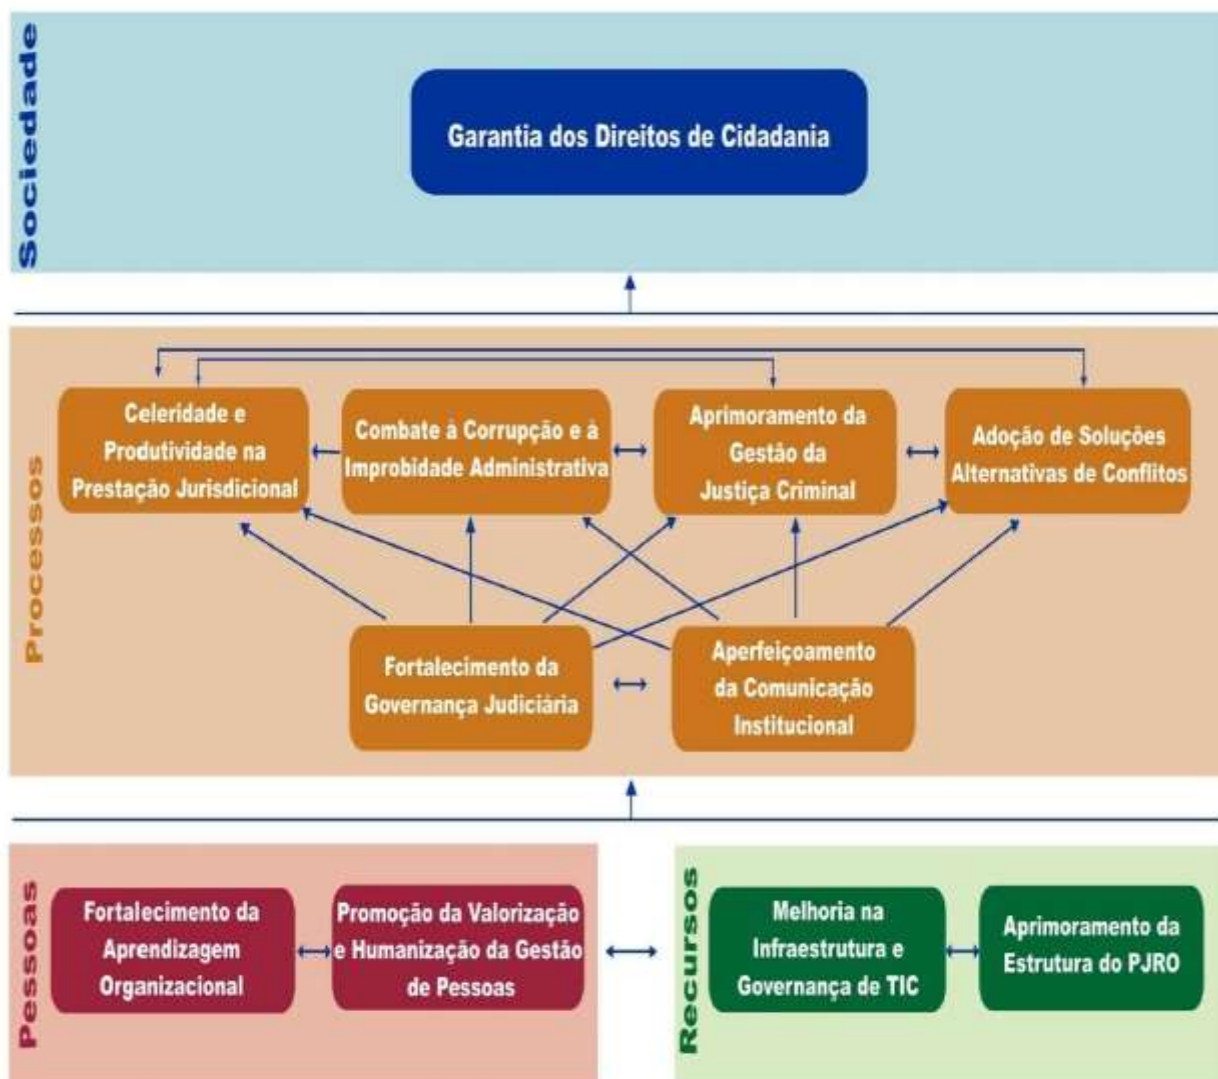 Sociedade
Garantia dos Direitos de Cidadania
Processos
Celeridade e
Produtividade na
Prestação Jurisdicional
Combate à Corrupção e à
Improbidade Administrativa
Aprimoramento da
Gestão da
Justiça Criminal
Adoção de Soluções
Alternativas de Conflitos
Fortalecimento da
Governança Judiciária
Aperfeiçoamento
da Comunicação
Institucional
Pessoas
Fortalecimento da
Aprendizagem
Organizacional
Promoção da Valorização
e Humanização da Gestão
de Pessoas
Recursos
Melhoria na
Infraestrutura e
Governança de TIC
Aprimoramento da
Estrutura do PJRO